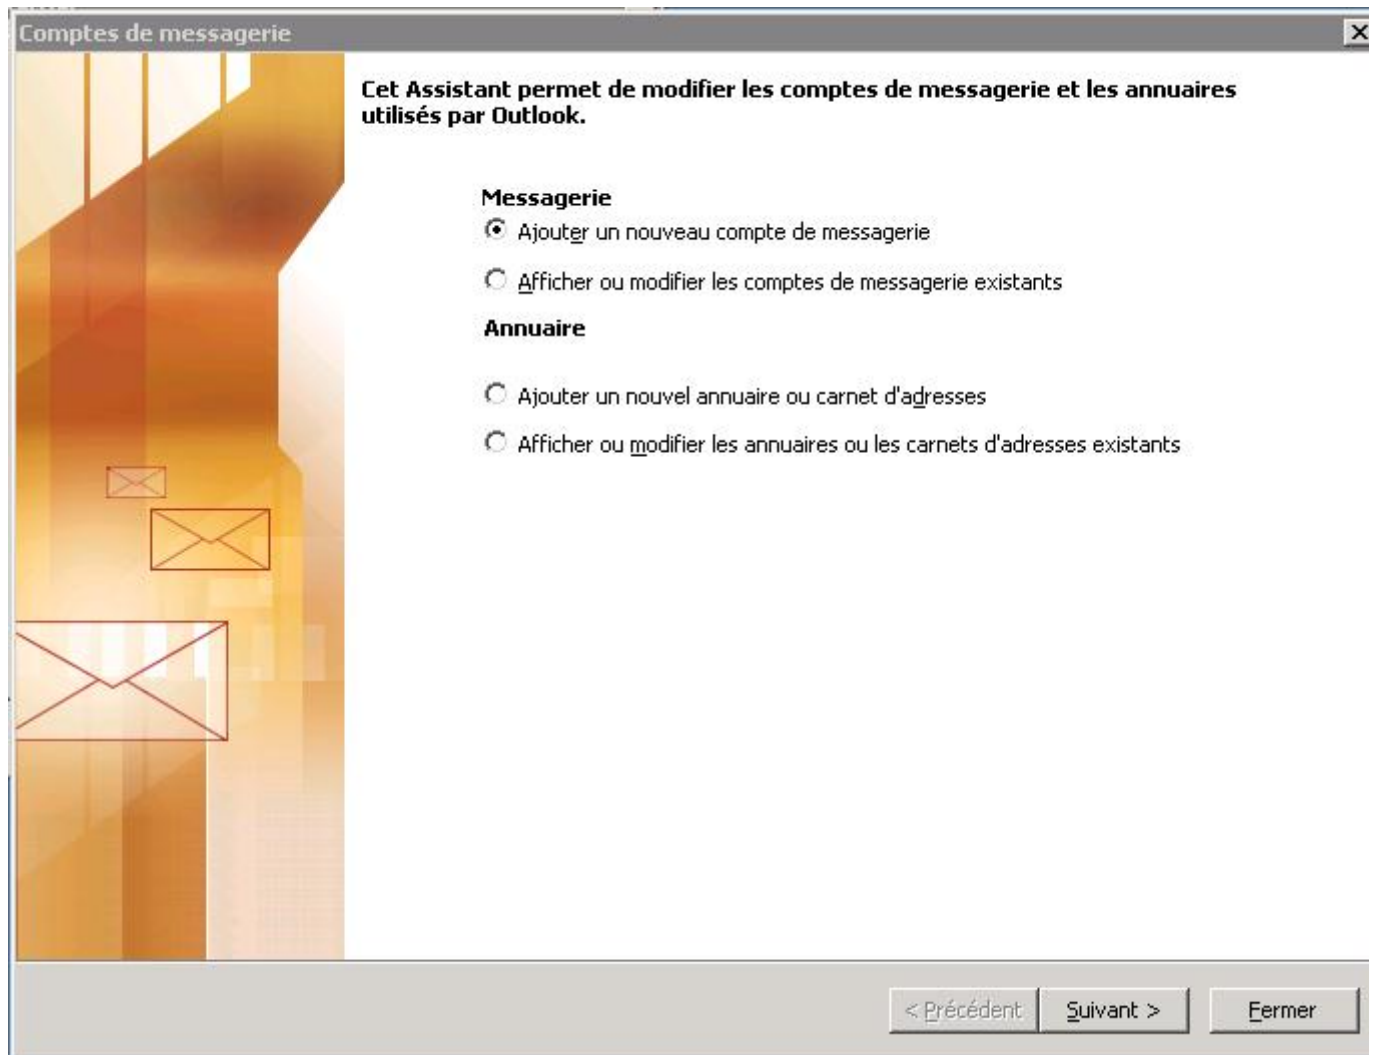 Comptes de messagerie
Cet Assistant permet de modifier les comptes de messagerie et les annuaires
utilisés par Outlook.
Messagerie
Ajouter un nouveau compte de messagerie
Afficher ou modifier les comptes de messagerie existants
Annuaire
Ajouter un nouvel annuaire ou carnet d'adresses
Afficher ou modifier les annuaires ou les carnets d'adresses existants
< Précédent Suivant > Fermer